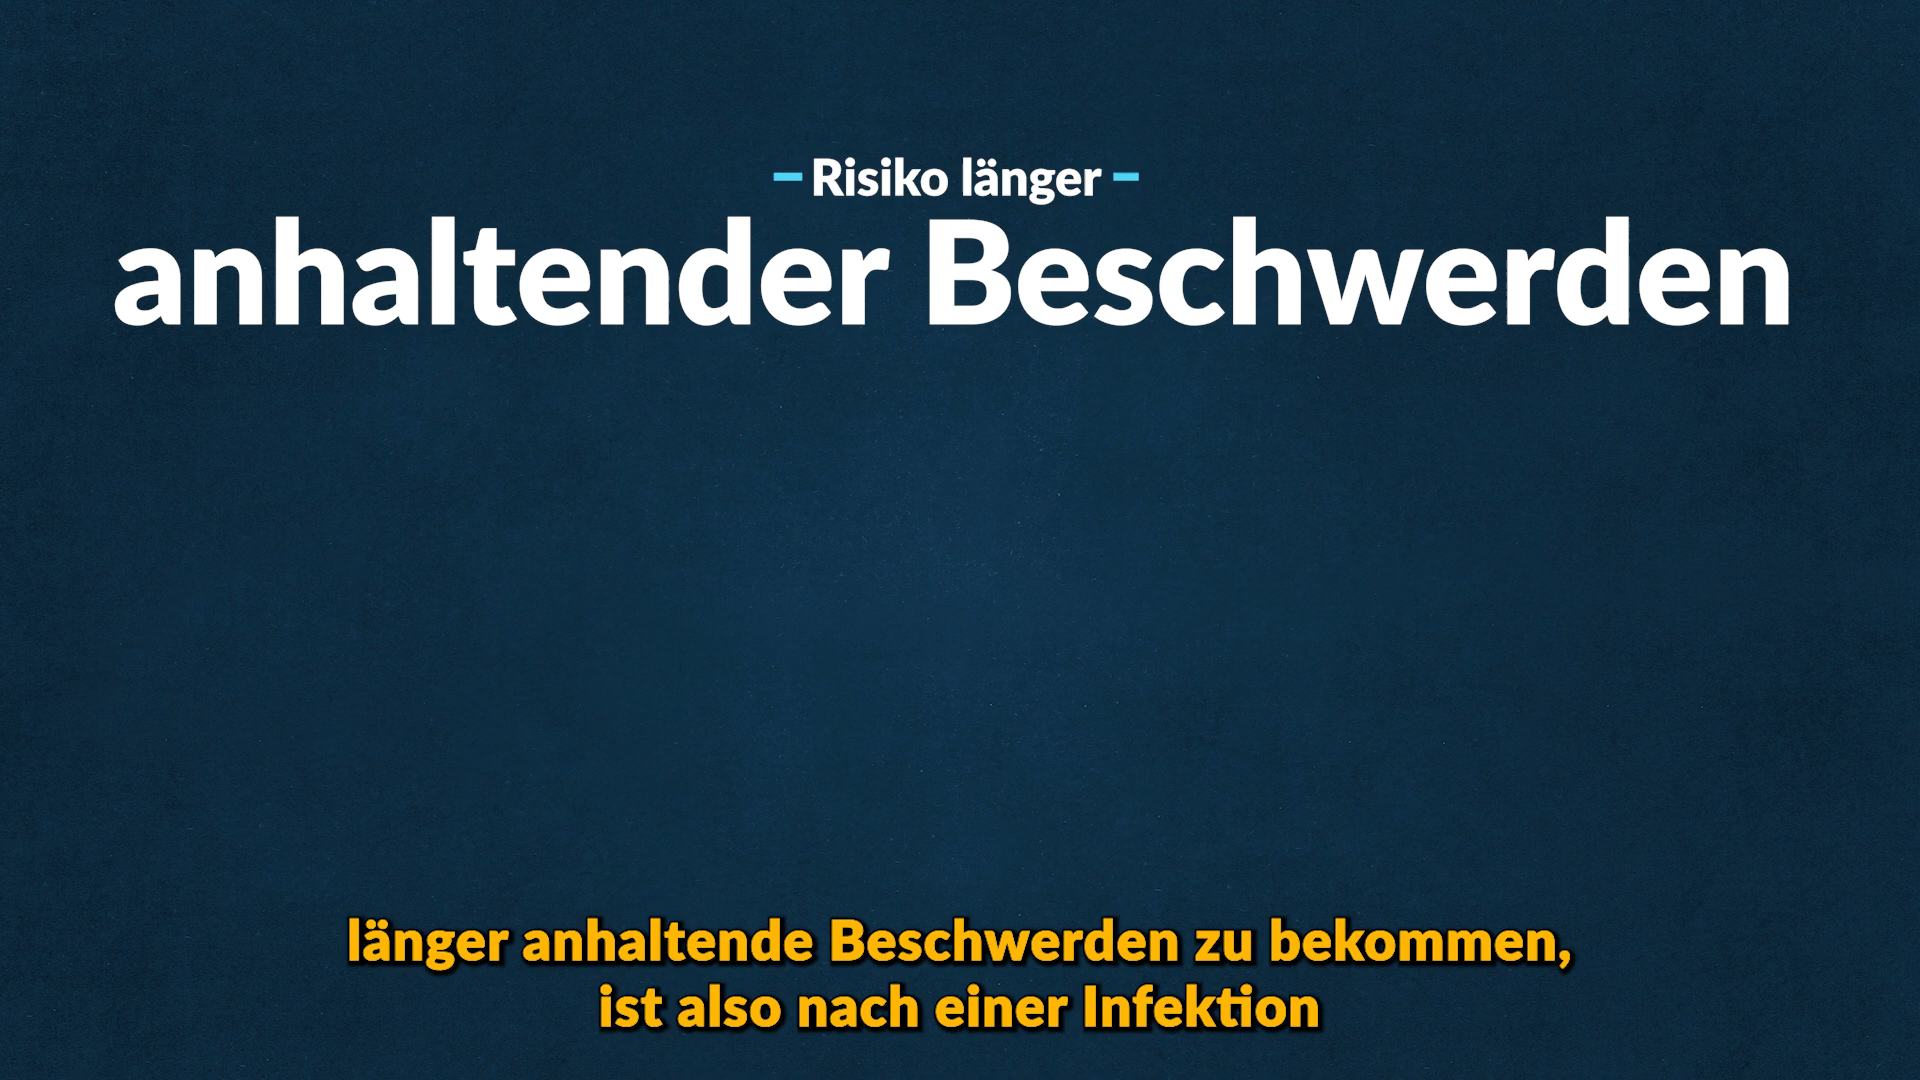 – Risiko länger –
anhaltender Beschwerden
länger anhaltende Beschwerden zu bekommen,
ist also nach einer Infektion